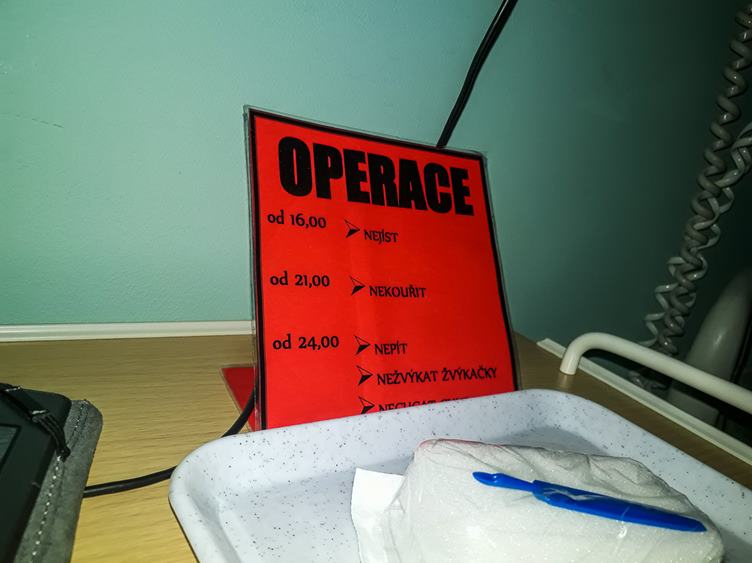 OPERACE
od 16,00 ➢ NEJÍST
od 21,00 ➢ NEKOUŘIT
od 24,00 ➢ NEPÍT
➢ NEŽVÝKAT ŽVÝKAČKY